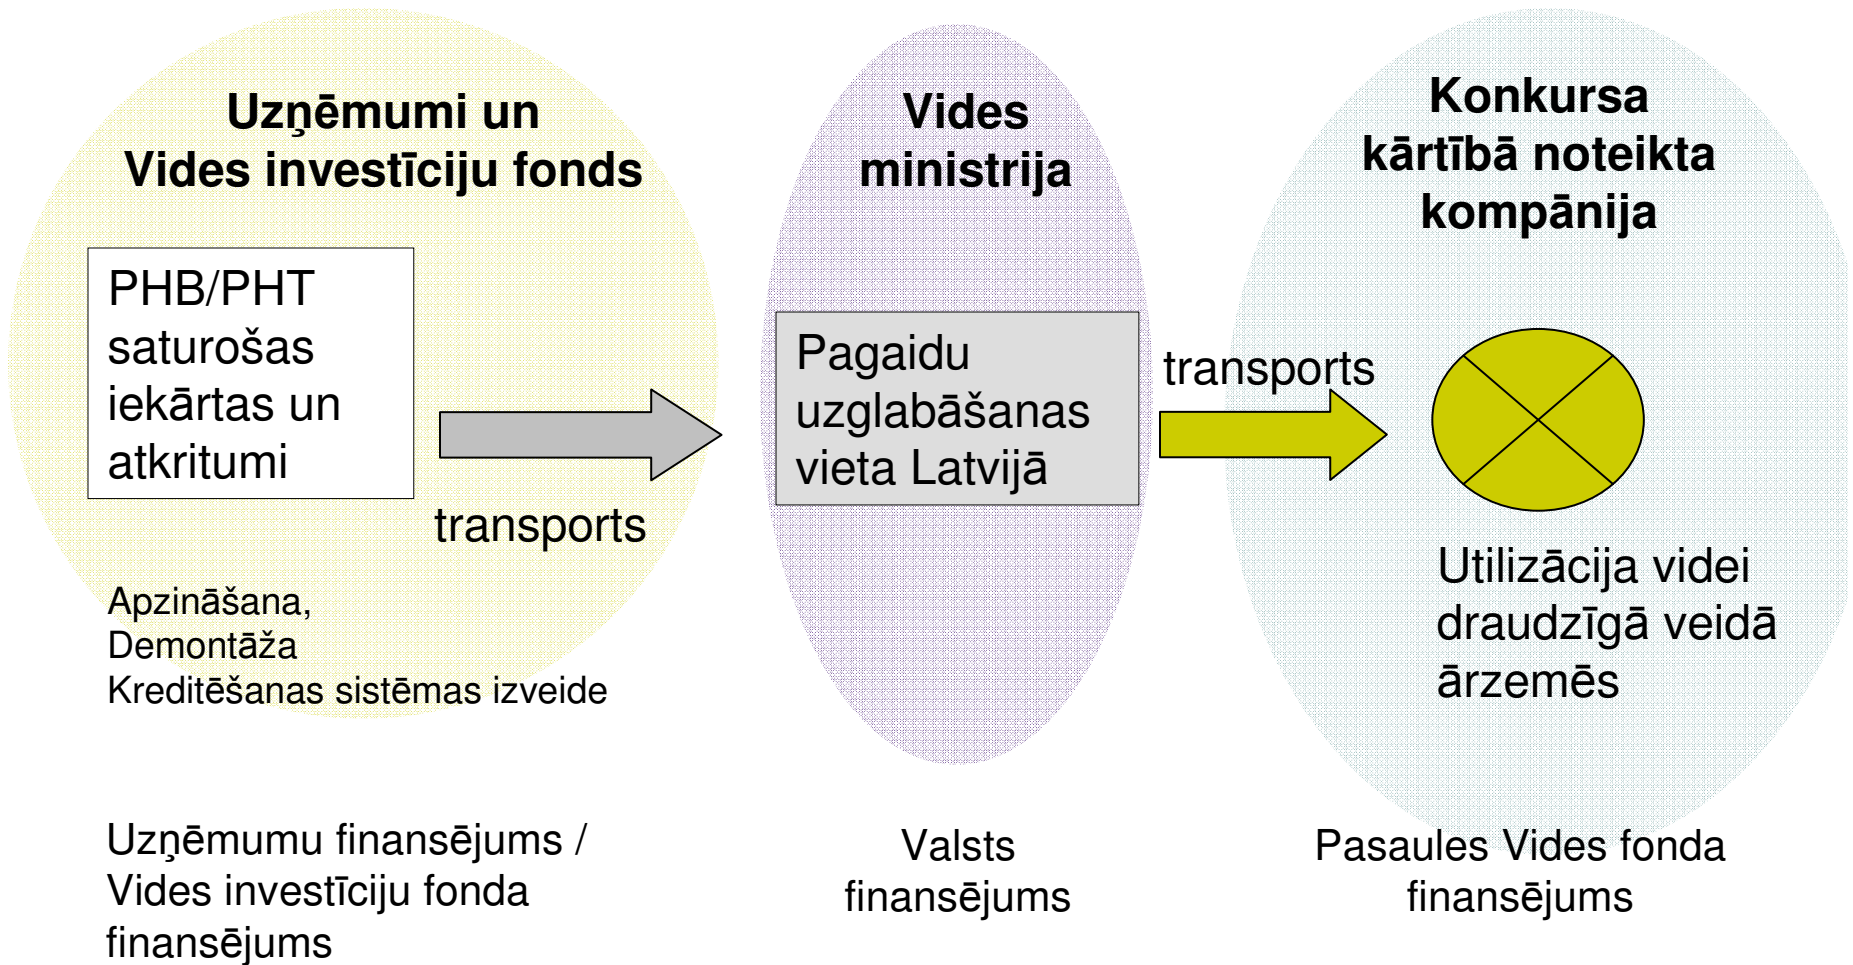 Uzņēmumi un
Vides investīciju fonds
PHB/PHT
saturošas
iekārtas un
atkritumi
transports
Apzināšana,
Demontāža
Kreditēšanas sistēmas izveide
Uzņēmumu finansējums /
Vides investīciju fonda
finansējums
Vides
ministrija
Pagaidu
uzglabāšanas
vieta Latvijā
Valsts
finansējums
transports
Konkursa
kārtībā noteikta
kompānija
Utilizācija videi
draudzīgā veidā
ārzemēs
Pasaules Vides fonda
finansējums